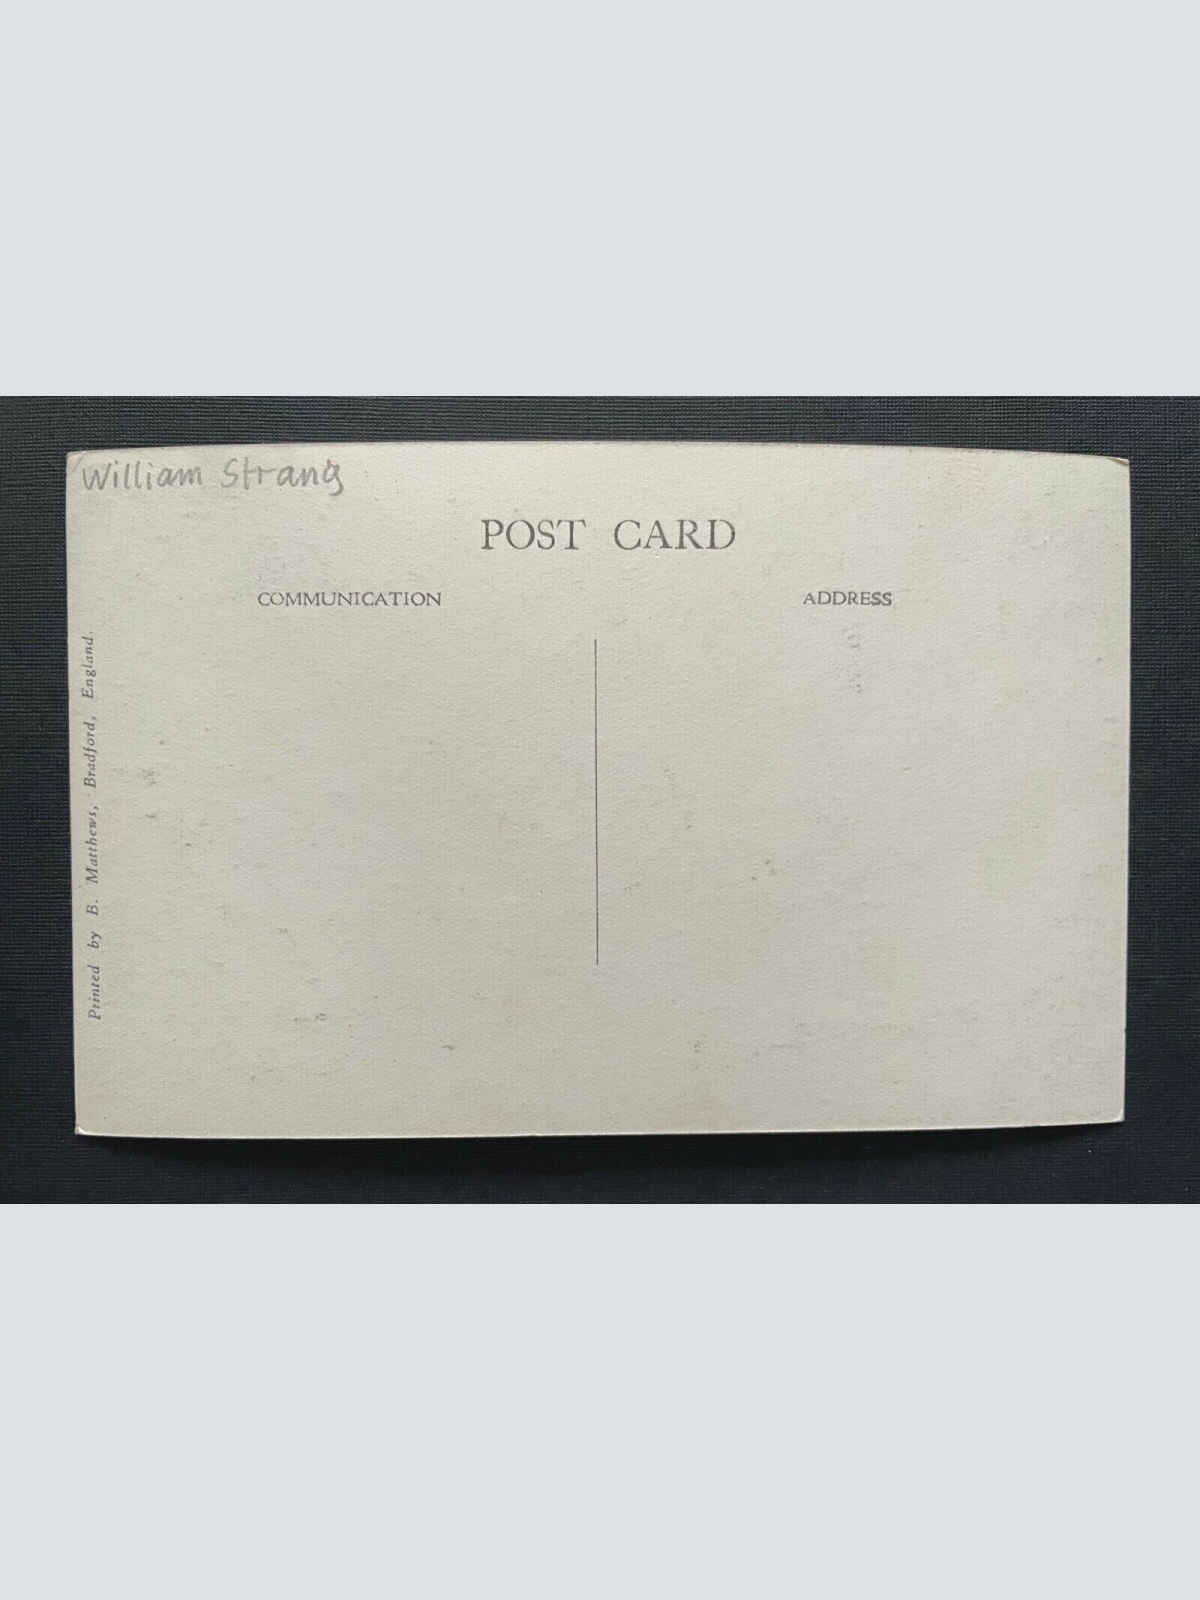 William Strang
POST CARD
COMMUNICATION
ADDRESS
Printed by B. Matthews, Bradford, England.